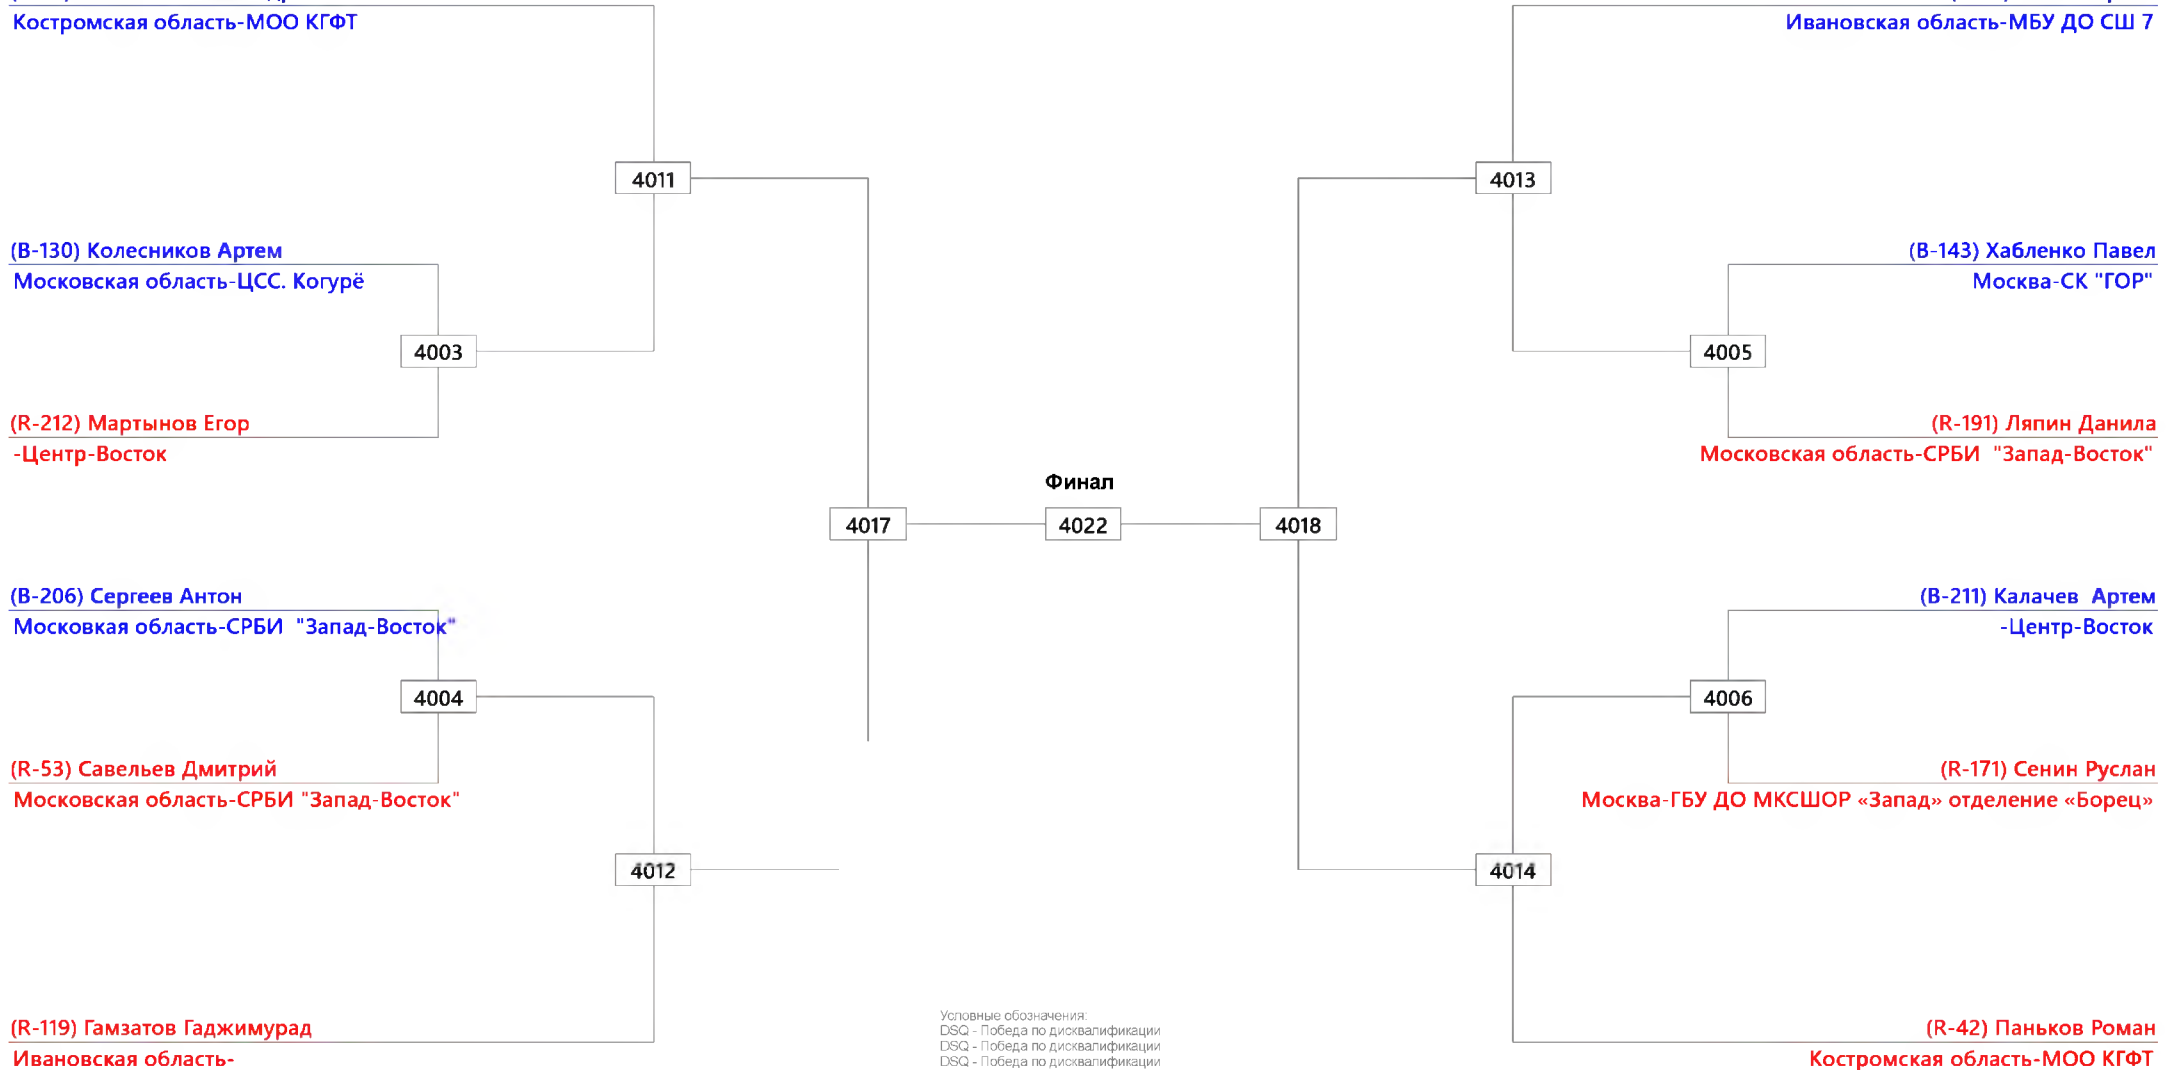 Костромская область-МОО КГФТ
Ивановская область-МБУ ДО СШ 7
4011
4013
(B-130) Колесников Артем
Московская область-ЦСС. Когурё
(B-143) Хабленко Павел
Москва-СК "ГОР"
4003
4005
(R-212) Мартынов Егор
-Центр-Восток
(R-191) Ляпин Данила
Московская область-СРБИ "Запад-Восток"
Финал
4017
4022
4018
(B-206) Сергеев Антон
Московкая область-СРБИ "Запад-Восток"
(B-211) Калачев Артем
-Центр-Восток
4004
4006
(R-53) Савельев Дмитрий
Московская область-СРБИ "Запад-Восток"
(R-171) Сенин Руслан
Москва-ГБУ ДО МКСШОР «Запад» отделение «Борец»
4012
4014
(R-119) Гамзатов Гаджимурад
Ивановская область-
Условные обозначения:
DSQ - Победа по дисквалификации
DSQ - Победа по дисквалификации
DSQ - Победа по дисквалификации
(R-42) Паньков Роман
Костромская область-МОО КГФТ